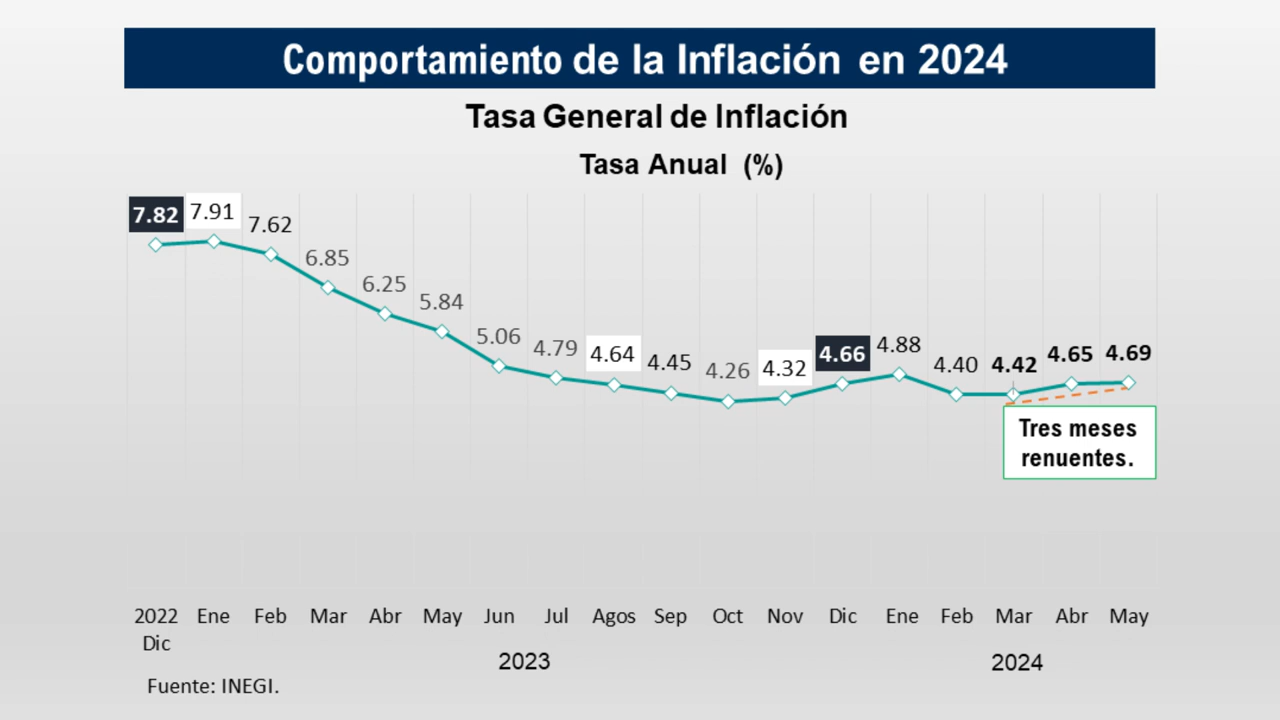 Comportamiento de la Inflación en 2024
Tasa General de Inflación
Tasa Anual (%)
7.82 7.91 7.62 6.85 6.25 5.84 5.06 4.79 4.64 4.45 4.26 4.32 4.66 4.88 4.40 4.42 4.65 4.69
Tres meses
renuentes.
2022 Ene Feb Mar Abr May Jun Jul Agos Sep Oct Nov Dic Ene Feb Mar Abr May
Dic
2023 2024
Fuente: INEGI.